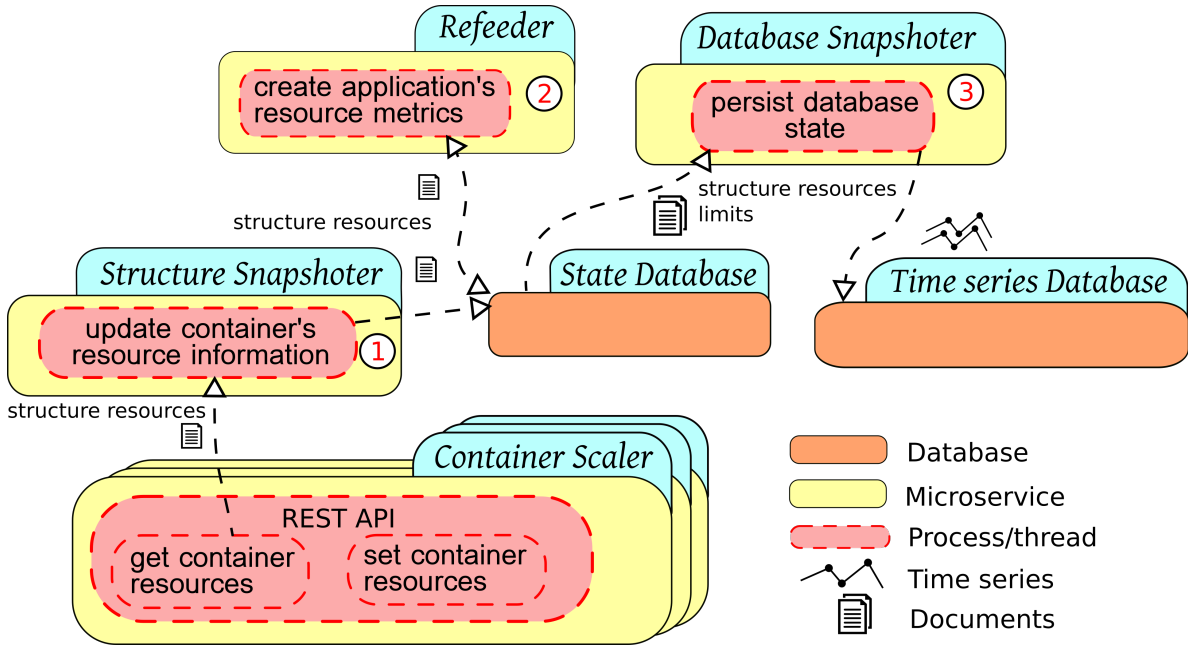 Refeeder
create application's
resource metrics
2
Database Snapshoter
persist database
state
3
structure resources
structure resources
limits
Structure Snapshoter
update container's
resource information
1
State Database
Time series Database
structure resources
Container Scaler
REST API
get container
resources
set container
resources
Database
Microservice
Process/thread
Time series
Documents